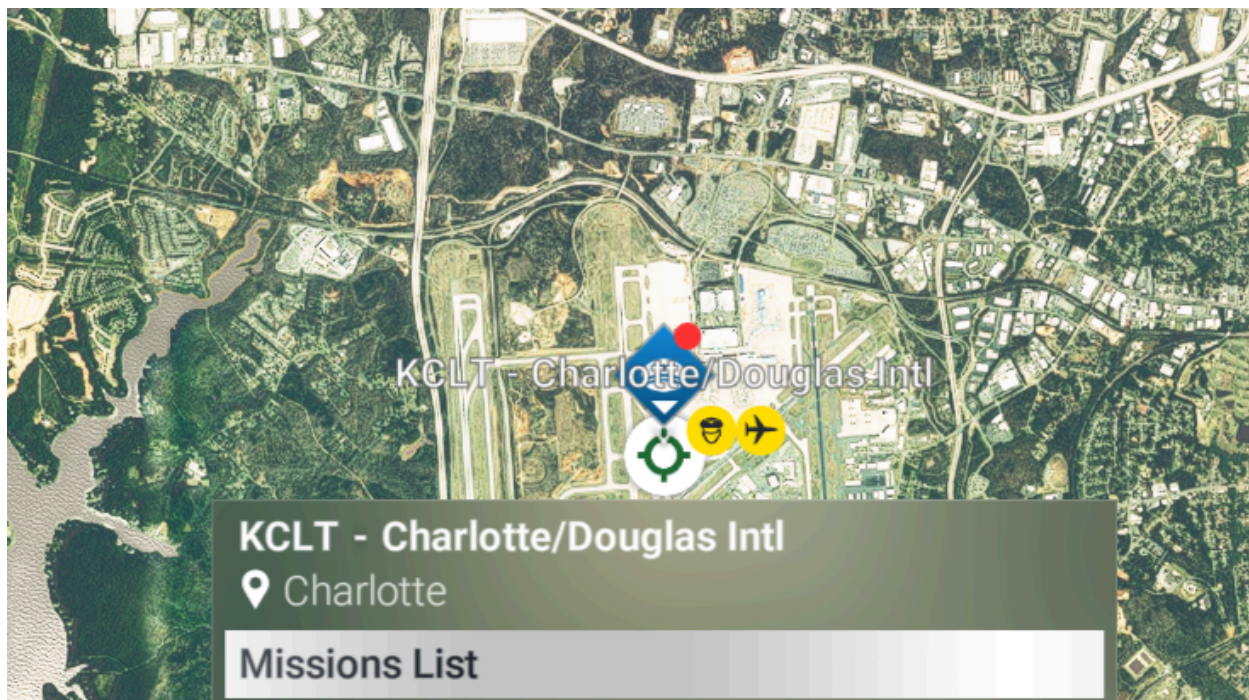 KCLT - Charlotte/Douglas Intl
KCLT - Charlotte/Douglas Intl
Charlotte
Missions List